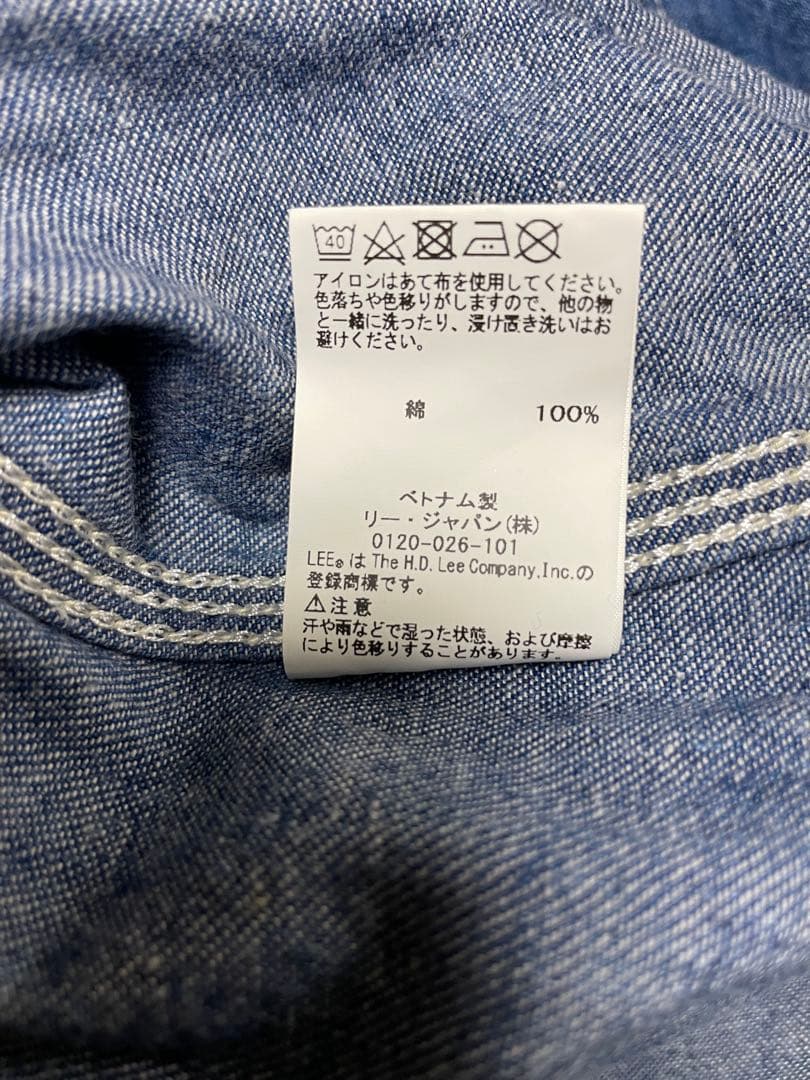 40
アイロンはあて布を使用してください。
色落ちや色移りがしますので、他の物
と一緒に洗ったり、浸け置き洗いはお
避けください。
綿 100%
ベトナム製
リー・ジャパン(株)
0120-026-101
LEE® は The H.D. Lee Company, Inc. の
登録商標です。
⚠注意
汗や雨などで湿った状態、および摩擦
により色移りすることがあります。